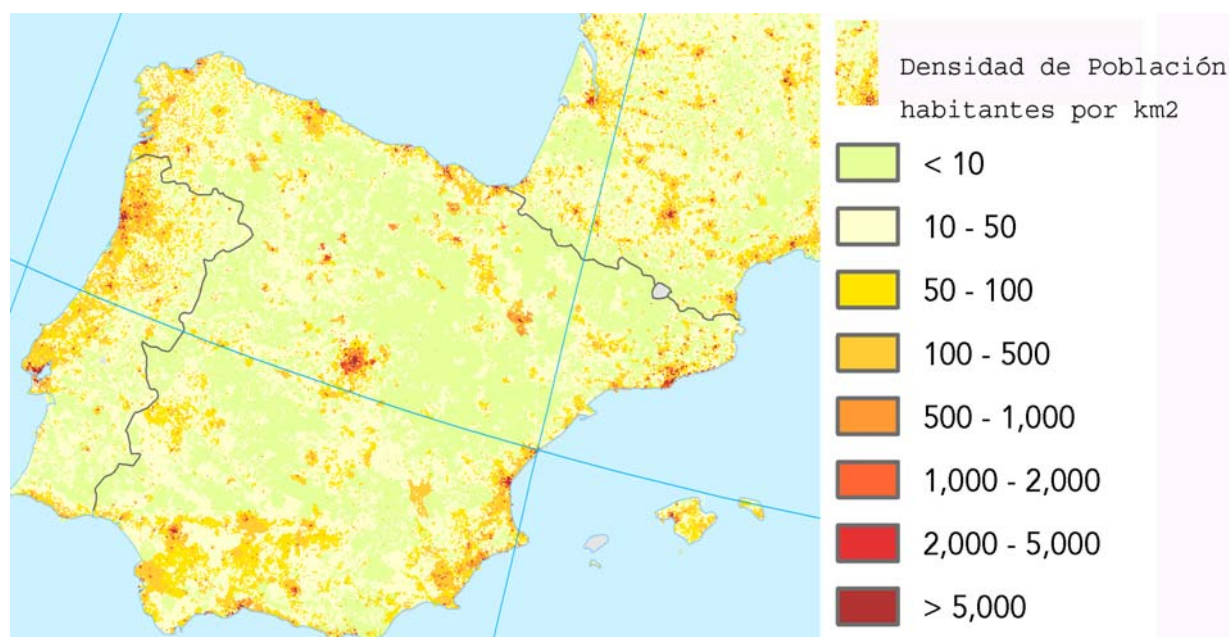 Densidad de Población
habitantes por km2
< 10
10 - 50
50 - 100
100 - 500
500 - 1,000
1,000 - 2,000
2,000 - 5,000
> 5,000